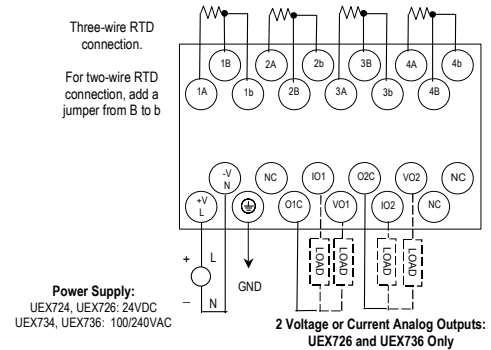 Three-wire RTD
connection.
For two-wire RTD
connection, add a
jumper from B to b
1B 2A 2b 3B 4A 4b
1A 1b 2B 3A 3b 4B
-V
N
NC IO1 O2C VO2 NC
+V
L
O1C VO1 IO2 NC
LOAD LOAD LOAD LOAD
+ L
GND
– N
Power Supply:
UEX724, UEX726: 24VDC
UEX734, UEX736: 100/240VAC
2 Voltage or Current Analog Outputs:
UEX726 and UEX736 Only